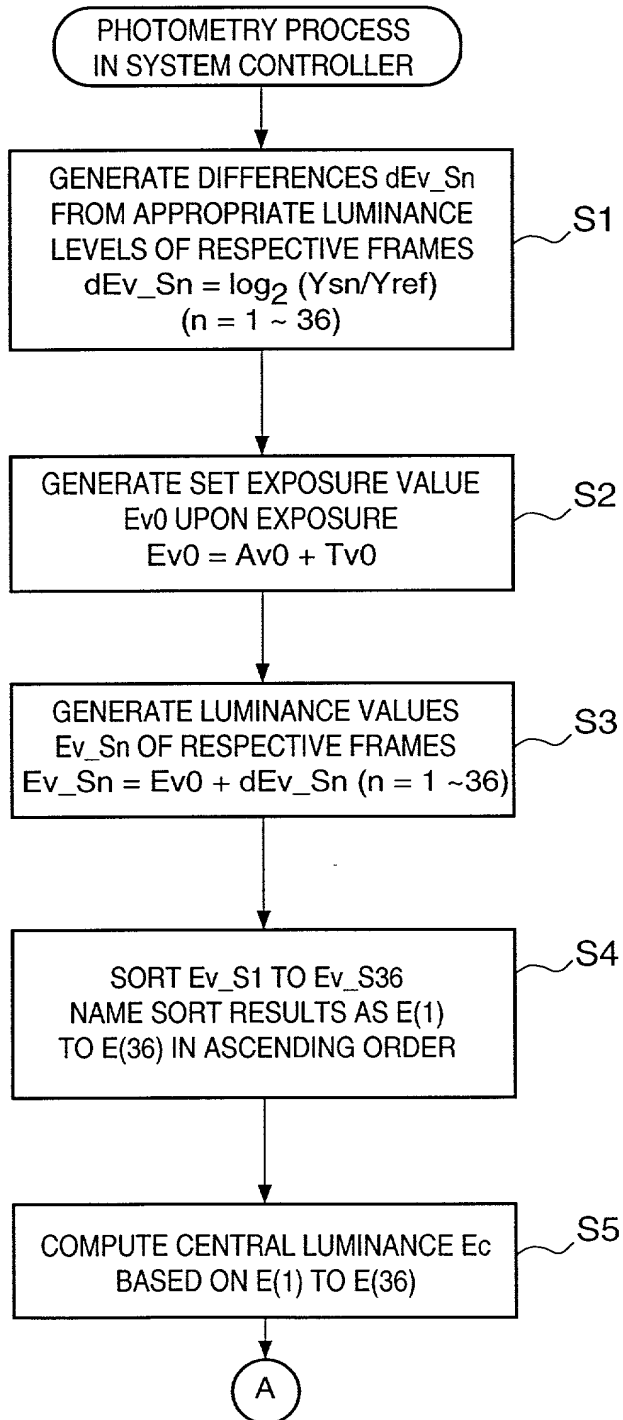 PHOTOMETRY PROCESS
IN SYSTEM CONTROLLER
GENERATE DIFFERENCES dEv_Sn
FROM APPROPRIATE LUMINANCE
LEVELS OF RESPECTIVE FRAMES
dEv_Sn = log2 (Ysn/Yref)
(n = 1 ~ 36)
S1
GENERATE SET EXPOSURE VALUE
Ev0 UPON EXPOSURE
Ev0 = Av0 + Tv0
S2
GENERATE LUMINANCE VALUES
Ev_Sn OF RESPECTIVE FRAMES
Ev_Sn = Ev0 + dEv_Sn (n = 1 ~36)
S3
SORT Ev_S1 TO Ev_S36
NAME SORT RESULTS AS E(1)
TO E(36) IN ASCENDING ORDER
S4
COMPUTE CENTRAL LUMINANCE Ec
BASED ON E(1) TO E(36)
S5
A